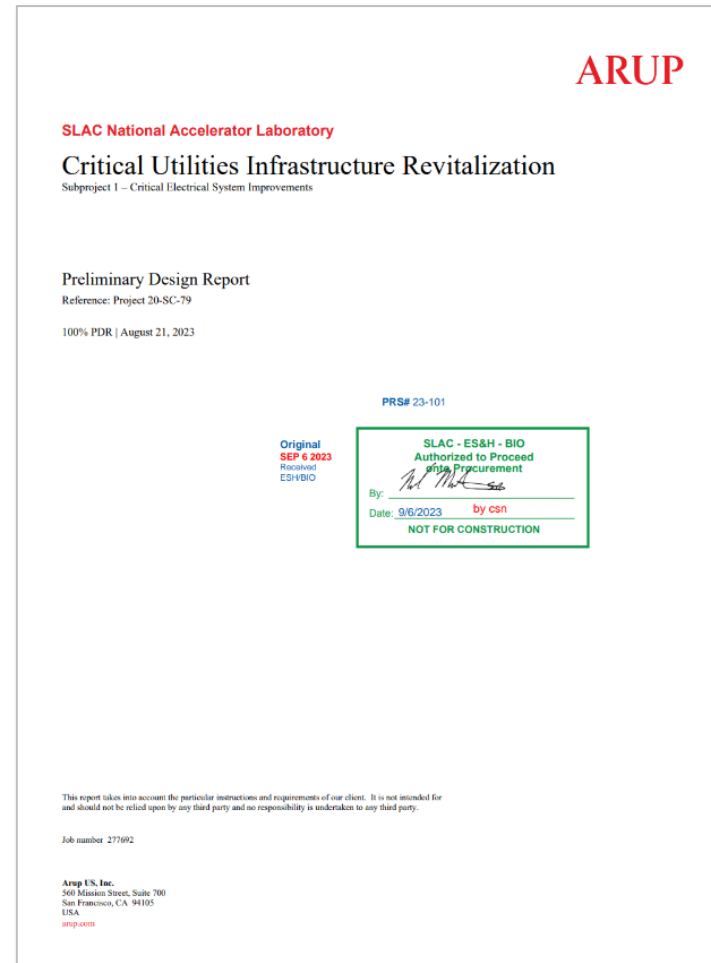 ARUP
SLAC National Accelerator Laboratory
Critical Utilities Infrastructure Revitalization
Subproject 1 – Critical Electrical System Improvements
Preliminary Design Report
Reference: Project 20-SC-79
100% PDR | August 21, 2023
PRS# 23-101
Original
SEP 6 2023
Received
ESH/BIO
SLAC - ES&H - BIO
Authorized to Proceed
onto Procurement
By:
Date: 9/6/2023 by csn
NOT FOR CONSTRUCTION
This report takes into account the particular instructions and requirements of our client. It is not intended for
and should not be relied upon by any third party and no responsibility is undertaken to any third party.
Job number 277692
Arup US, Inc.
560 Mission Street, Suite 700
San Francisco, CA 94105
USA
arup.com